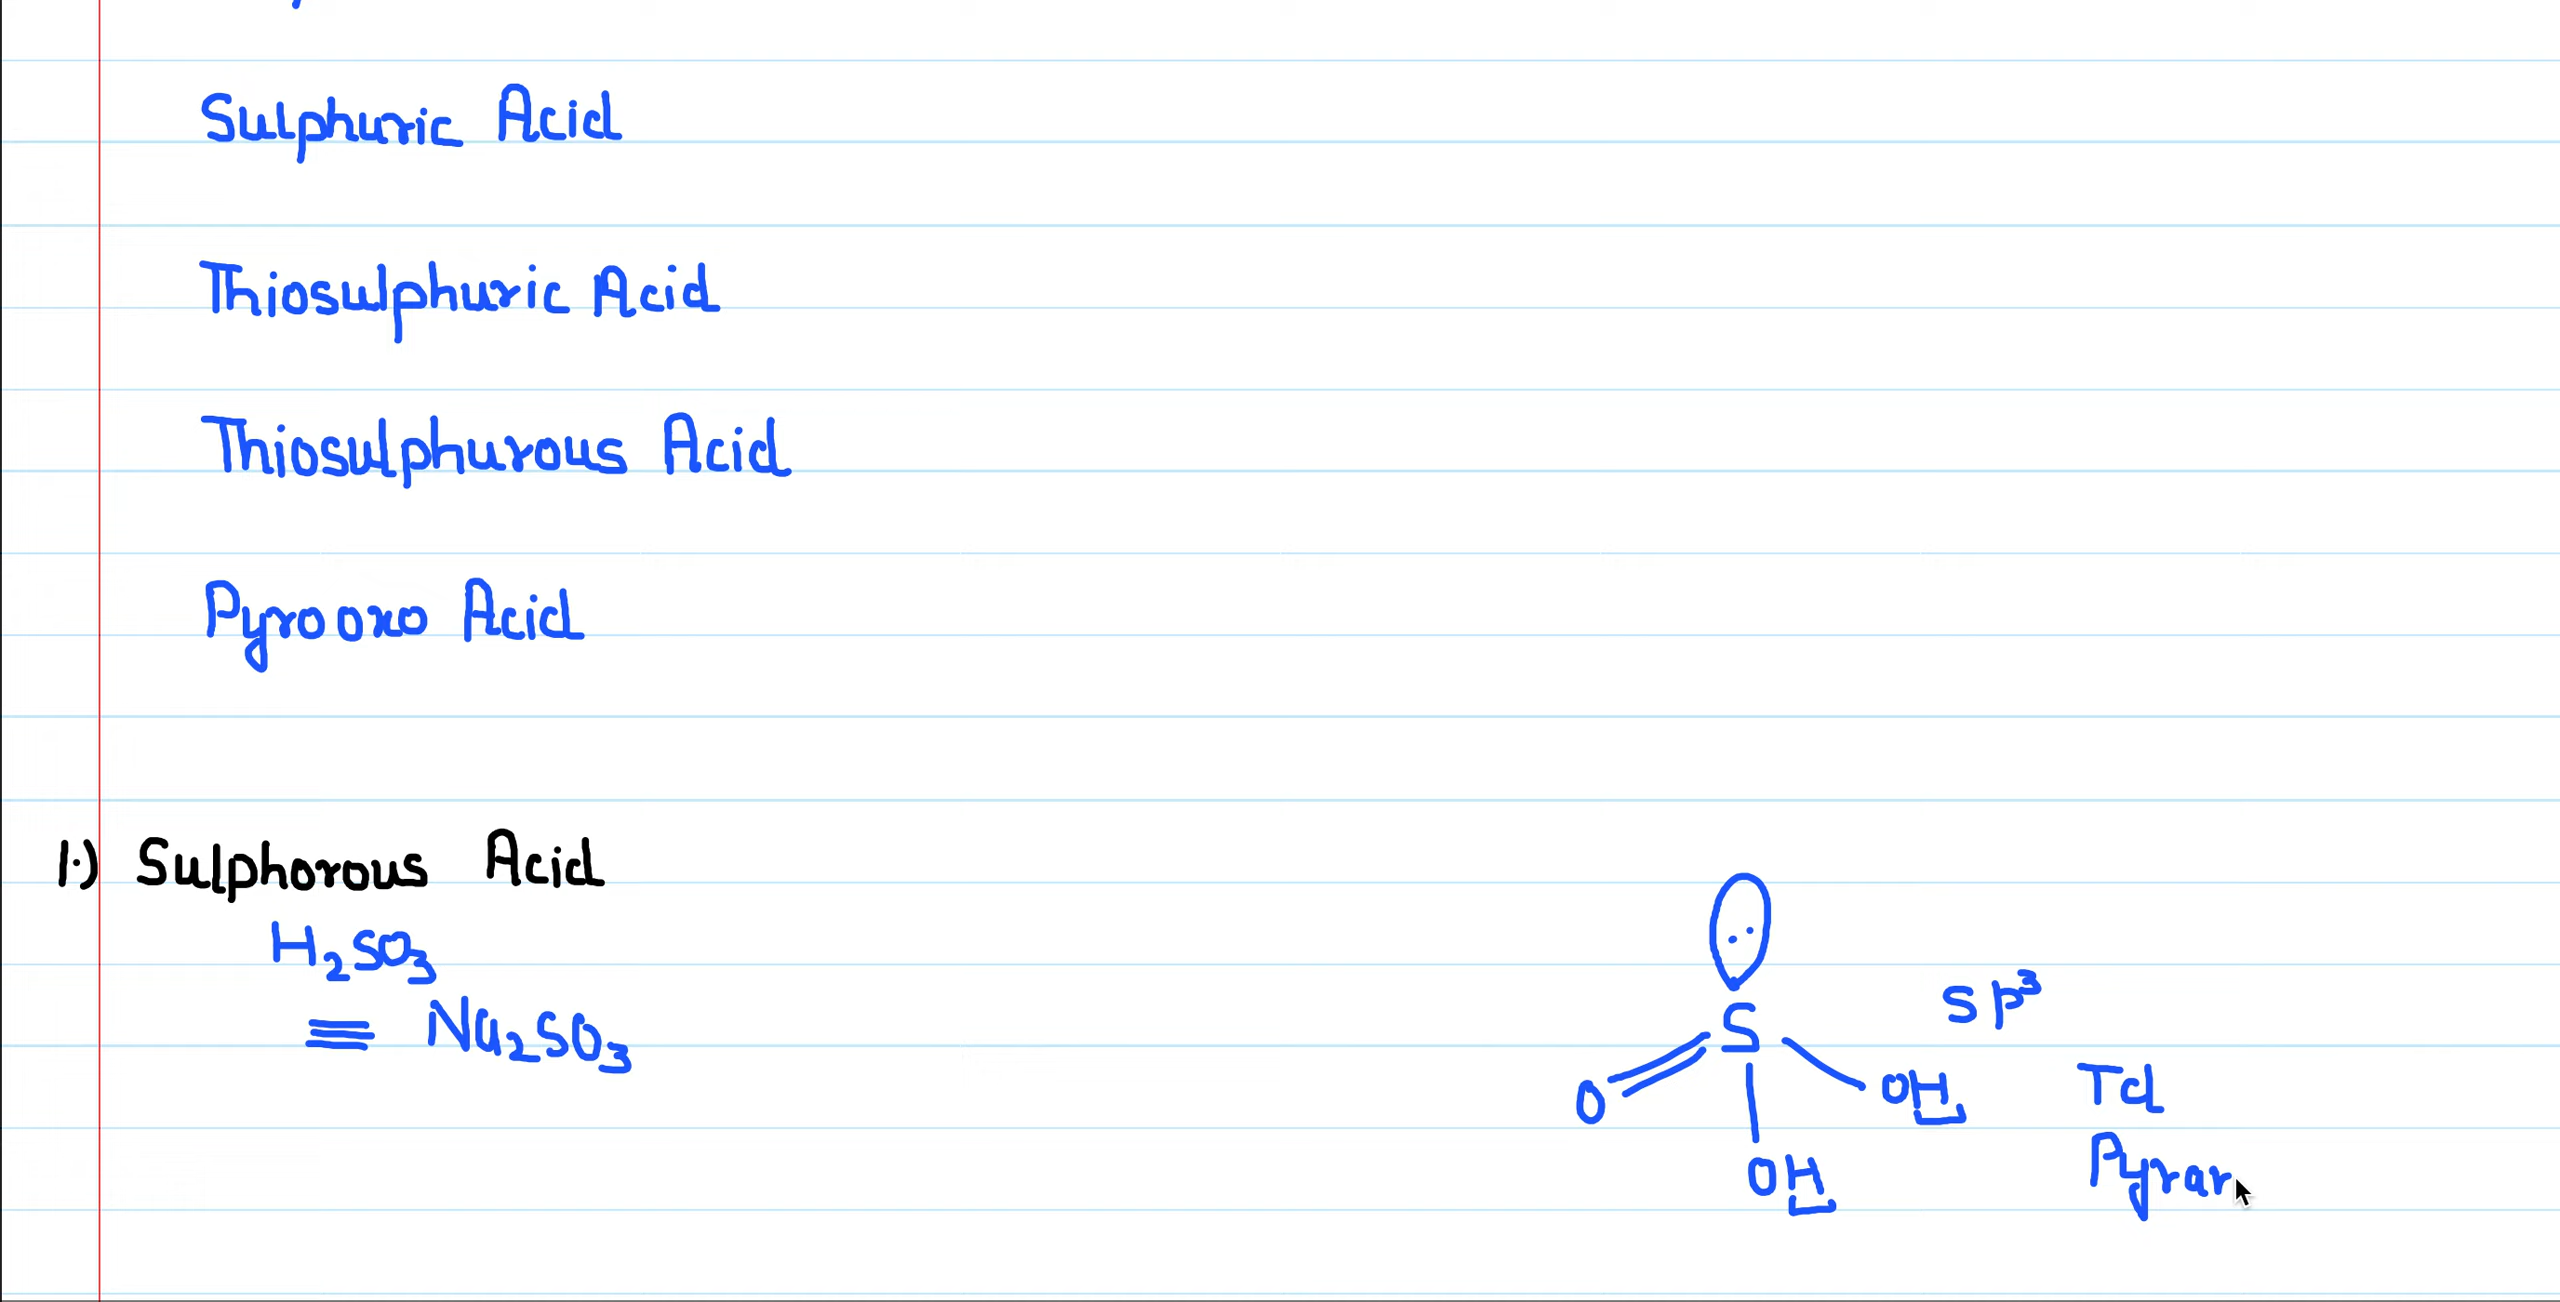 Sulphuric Acid
Thiosulphuric Acid
Thiosulphurous Acid
Pyrooxo Acid
1.) Sulphorous Acid
H₂SO₃
≡ Na₂SO₃
S
sp³
O
OH
Td
OH
Pyrar